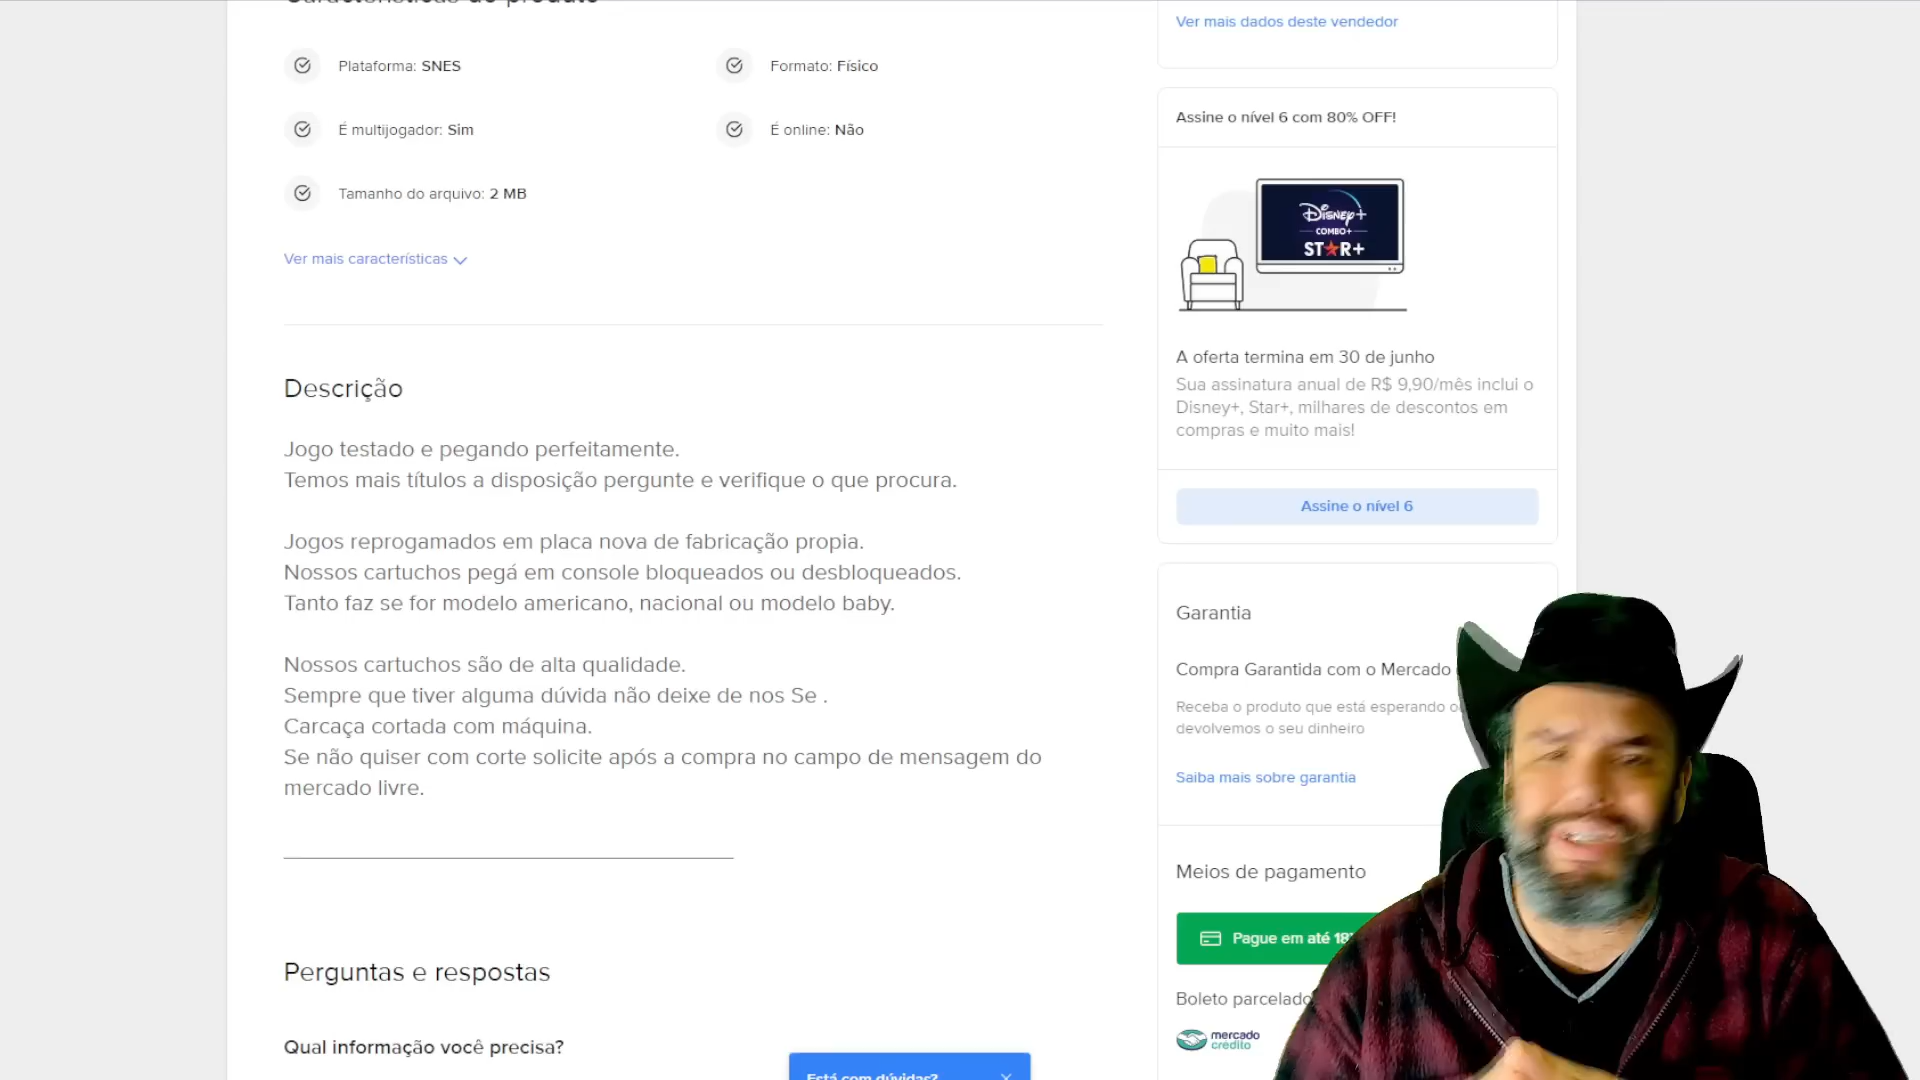 Características do produto
Plataforma: SNES
Formato: Físico
É multijogador: Sim
É online: Não
Tamanho do arquivo: 2 MB
Ver mais características
Descrição
Jogo testado e pegando perfeitamente.
Temos mais títulos a disposição pergunte e verifique o que procura.
Jogos reprogamados em placa nova de fabricação propia.
Nossos cartuchos pegá em console bloqueados ou desbloqueados.
Tanto faz se for modelo americano, nacional ou modelo baby.
Nossos cartuchos são de alta qualidade.
Sempre que tiver alguma dúvida não deixe de nos Se .
Carcaça cortada com máquina.
Se não quiser com corte solicite após a compra no campo de mensagem do
mercado livre.
Perguntas e respostas
Qual informação você precisa?
Está com dúvidas?
Ver mais dados deste vendedor
Assine o nível 6 com 80% OFF!
Disney+
COMBO+
STAR+
A oferta termina em 30 de junho
Sua assinatura anual de R$ 9,90/mês inclui o
Disney+, Star+, milhares de descontos em
compras e muito mais!
Assine o nível 6
Garantia
Compra Garantida com o Mercado
Receba o produto que está esperando
devolvemos o seu dinheiro
Saiba mais sobre garantia
Meios de pagamento
Pague em até
Boleto parcelado
mercado
crédito